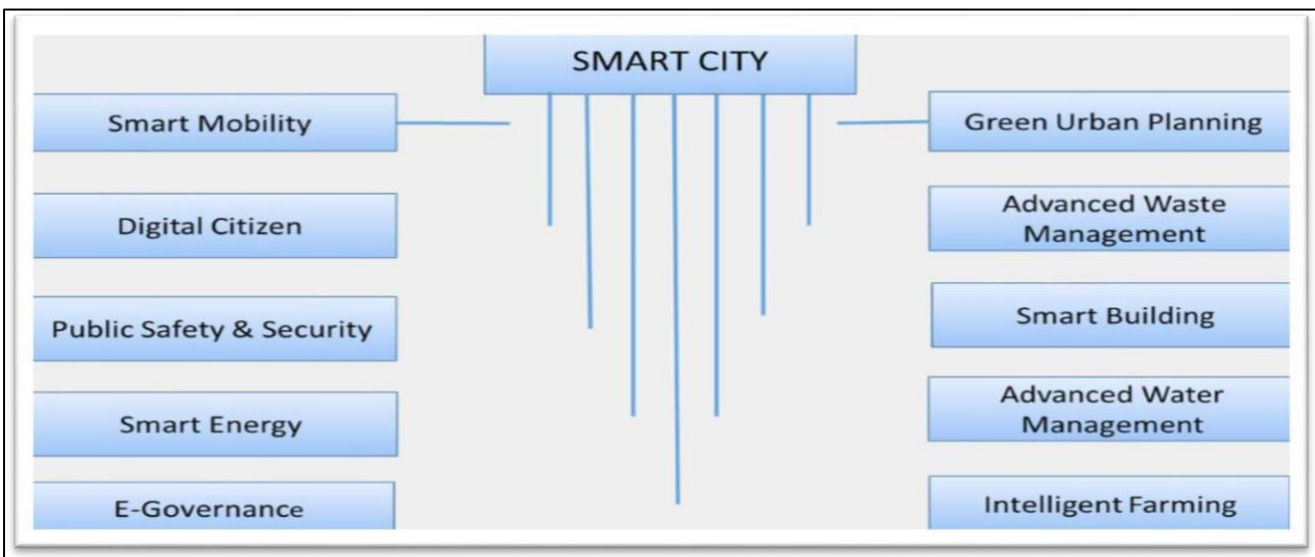 SMART CITY
Smart Mobility
Digital Citizen
Public Safety & Security
Smart Energy
E-Governance
Green Urban Planning
Advanced Waste
Management
Smart Building
Advanced Water
Management
Intelligent Farming